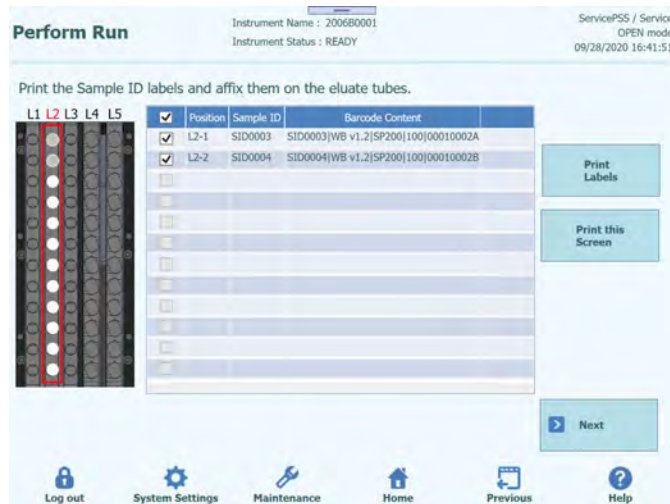 Perform Run
Instrument Name : 200680001
Instrument Status : READY
ServicePSS / Service
OPEN mode
09/28/2020 16:41:51
Print the Sample ID labels and affix them on the eluate tubes.
L1 L2 L3 L4 L5
Position Sample ID Barcode Content
L2-1 SID0003 SID0003|WB v1.2|SP200|100|00010002A
L2-2 SID0004 SID0004|WB v1.2|SP200|100|00010002B
Print
Labels
Print this
Screen
Next
Log out System Settings Maintenance Home Previous Help